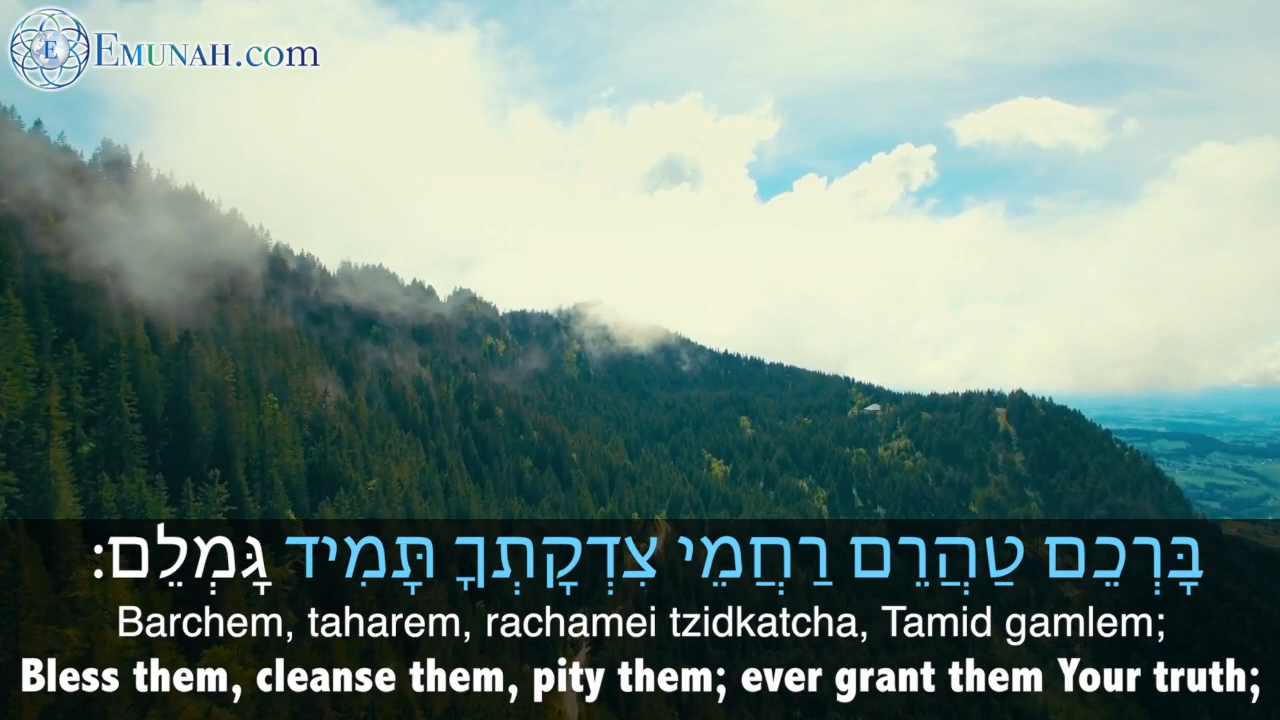 EMUNAH.com
בָּרְכֵם טַהֲרֵם רַחֲמֵי צִדְקָתְךָ תָּמִיד גָּמְלֵם:
Barchem, taharem, rachamei tzidkatcha, Tamid gamlem;
Bless them, cleanse them, pity them; ever grant them Your truth;